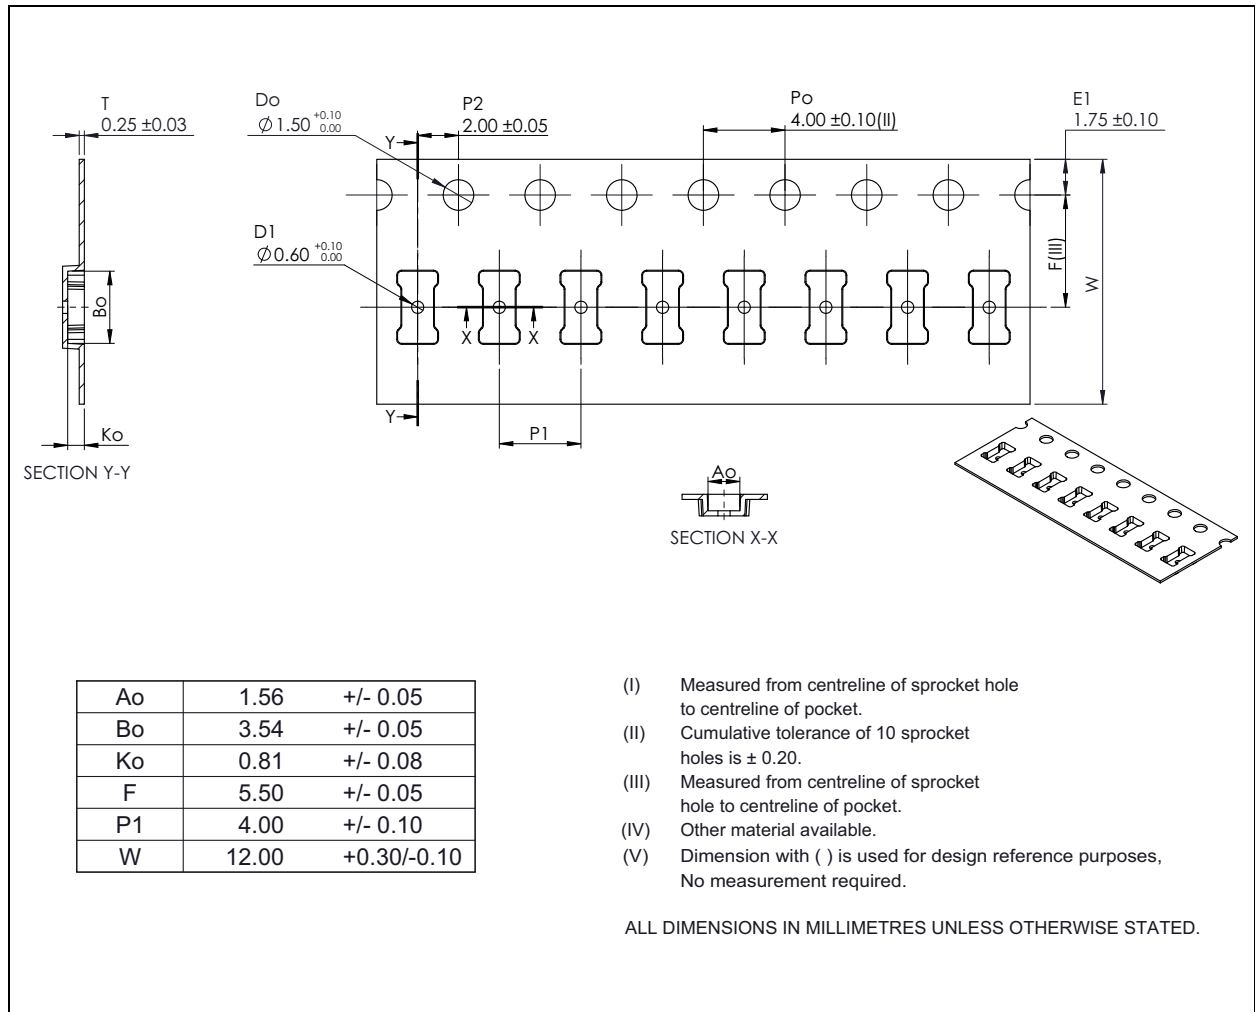 T
0.25 ±0.03
Do
∅1.50 +0.10 0.00
P2
2.00 ±0.05
Po
4.00 ±0.10(II)
E1
1.75 ±0.10
Y
D1
∅0.60 +0.10 0.00
F(III)
W
Bo
X X
Y
Ko
P1
SECTION Y-Y
Ao
SECTION X-X
Ao 1.56 +/- 0.05
Bo 3.54 +/- 0.05
Ko 0.81 +/- 0.08
F 5.50 +/- 0.05
P1 4.00 +/- 0.10
W 12.00 +0.30/-0.10
(I) Measured from centreline of sprocket hole
to centreline of pocket.
(II) Cumulative tolerance of 10 sprocket
holes is ± 0.20.
(III) Measured from centreline of sprocket
hole to centreline of pocket.
(IV) Other material available.
(V) Dimension with ( ) is used for design reference purposes,
No measurement required.
ALL DIMENSIONS IN MILLIMETRES UNLESS OTHERWISE STATED.